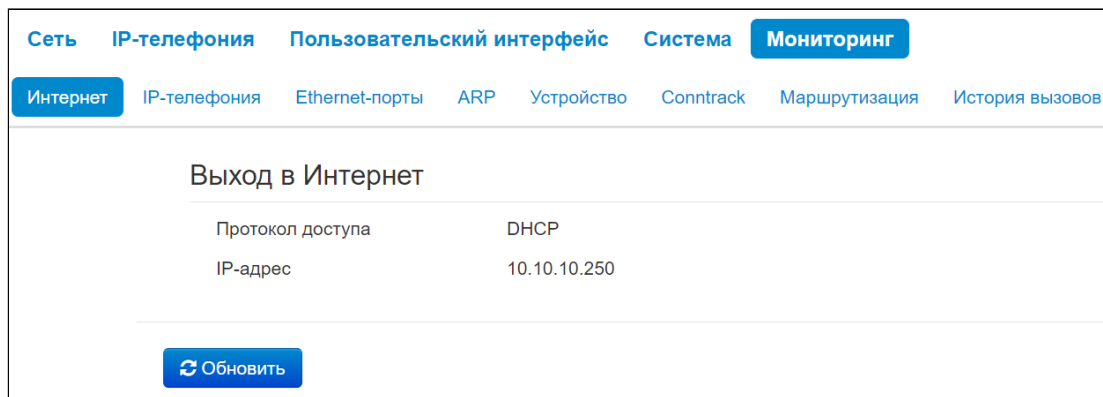 Сеть IP-телефония Пользовательский интерфейс Система Мониторинг
Интернет IP-телефония Ethernet-порты ARP Устройство Conntrack Маршрутизация История вызовов
Выход в Интернет
Протокол доступа DHCP
IP-адрес 10.10.10.250
Обновить